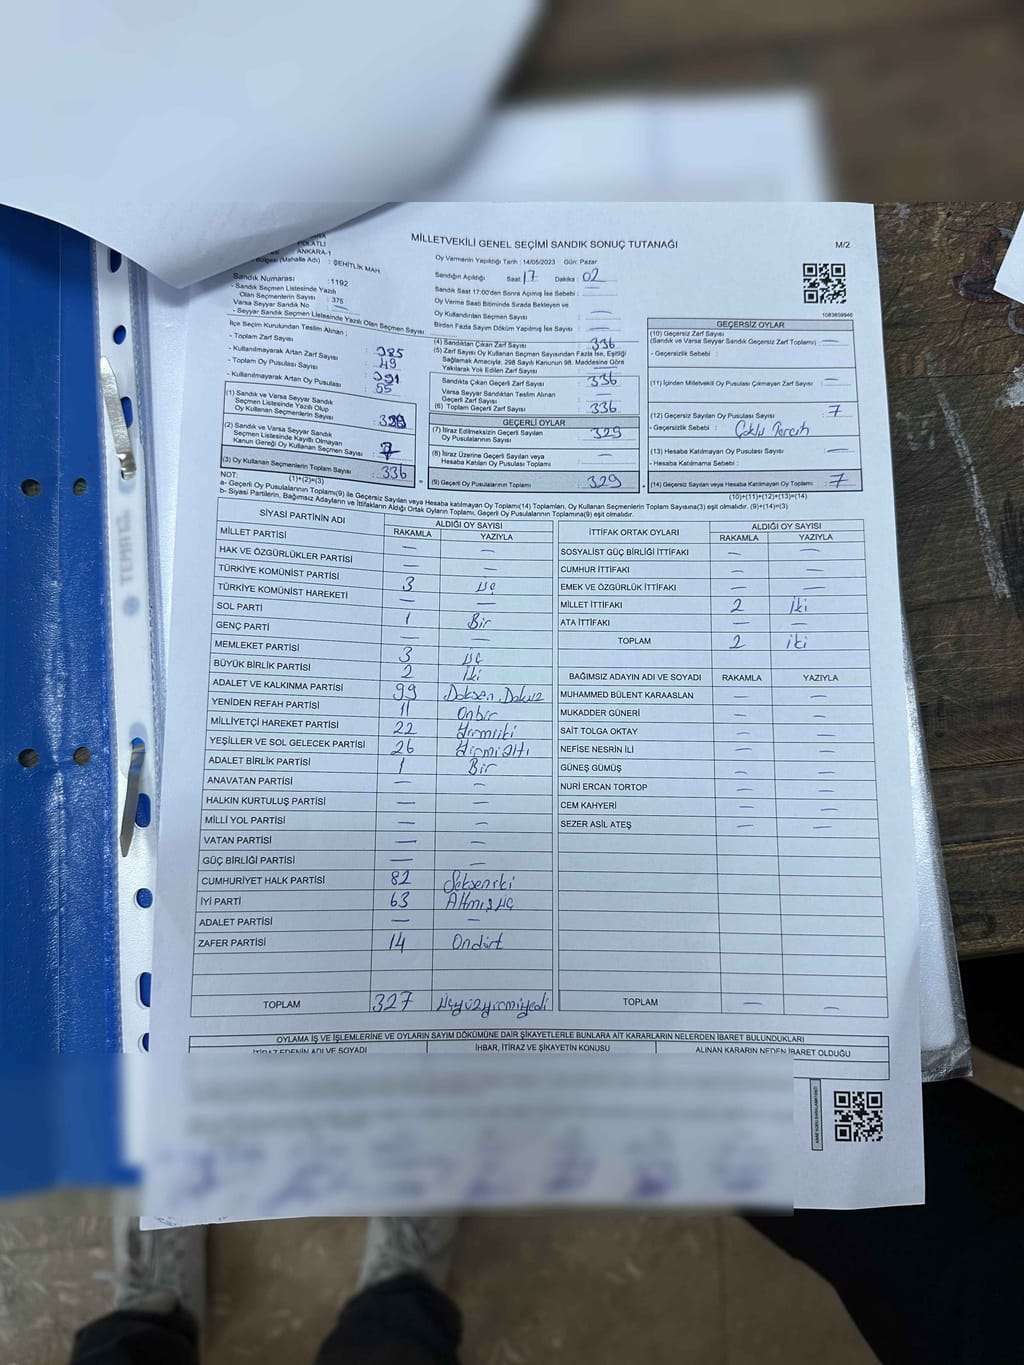 MİLLETVEKİLİ GENEL SEÇİMİ SANDIK SONUÇ TUTANAĞI
M/2
POLATLI
ANKARA-1
(Mahalle Adı) : ŞEHİTLİK MAH.
Sandık Numarası :1192
- Sandık Seçmen Listesinde Yazılı
Olan Seçmenlerin Sayısı : 375
Varsa Seyyar Sandık No :
- Seyyar Sandık Seçmen Listesinde Yazılı Olan Seçmen Sayısı
Oy Vermenin Yapıldığı Tarih : 14/05/2023 Gün: Pazar
Sandığın Açıldığı Saat 17 Dakika 02
Sandık Saat 17:00'den Sonra Açılmış İse Sebebi : —
Oy Verme Saati Bitiminde Sırada Bekleyen ve
Oy Kullandırılan Seçmen Sayısı —
Birden Fazla Sayım Döküm Yapılmış İse Sayısı : —
1083659646
İlçe Seçim Kurulundan Teslim Alınan ;
- Toplam Zarf Sayısı : 385
- Kullanılmayarak Artan Zarf Sayısı 49
- Toplam Oy Pusulası Sayısı 391
- Kullanılmayarak Artan Oy Pusulası 55
(1) Sandık ve Varsa Seyyar Sandık
Seçmen Listesinde Yazılı Olup
Oy Kullanan Seçmenlerin Sayısı :
(2) Sandık ve Varsa Seyyar Sandık
Seçmen Listesinde Kayıtlı Olmayan
Kanun Gereği Oy Kullanan Seçmen Sayısı : 7
(3) Oy Kullanan Seçmenlerin Toplam Sayısı : 336
(1)+(2)=(3)
(4) Sandıktan Çıkan Zarf Sayısı : 336
(5) Zarf Sayısı Oy Kullanan Seçmen Sayısından Fazla İse, Eşitliği
Sağlamak Amacıyla; 298 Sayılı Kanunun 98. Maddesine Göre
Yakılarak Yok Edilen Zarf Sayısı : —
Sandıkta Çıkan Geçerli Zarf Sayısı 336
Varsa Seyyar Sandıktan Teslim Alınan
Geçerli Zarf Sayısı : —
(6) Toplam Geçerli Zarf Sayısı : 336
GEÇERLİ OYLAR
(7) İtiraz Edilmeksizin Geçerli Sayılan
Oy Pusulalarının Sayısı : 329
(8) İtiraz Üzerine Geçerli Sayılan veya
Hesaba Katılan Oy Pusulası Toplamı : —
(9) Geçerli Oy Pusulalarının Toplamı : 329
GEÇERSİZ OYLAR
(10) Geçersiz Zarf Sayısı
(Sandık ve Varsa Seyyar Sandık Geçersiz Zarf Toplamı) : —
- Geçersizlik Sebebi :
(11) İçinden Milletvekili Oy Pusulası Çıkmayan Zarf Sayısı : —
(12) Geçersiz Sayılan Oy Pusulası Sayısı : 7
- Geçersizlik Sebebi : Çoklu Tercih
(13) Hesaba Katılmayan Oy Pusulası Sayısı : —
- Hesaba Katılmama Sebebi :
(14) Geçersiz Sayılan veya Hesaba Katılmayan Oy Toplamı : 7
(10)+(11)+(12)+(13)=(14)
NOT:
a- Geçerli Oy Pusulalarının Toplamı(9) ile Geçersiz Sayılan veya Hesaba katılmayan Oy Toplamı(14) Toplamları, Oy Kullanan Seçmenlerin Toplam Sayısına(3) eşit olmalıdır. (9)+(14)=(3)
b- Siyasi Partilerin, Bağımsız Adayların ve İttifakların Aldığı Ortak Oyların Toplamı, Geçerli Oy Pusulalarının Toplamına(9) eşit olmalıdır.
SİYASİ PARTİNİN ADI ALDIĞI OY SAYISI
RAKAMLA YAZIYLA
MİLLET PARTİSİ — —
HAK VE ÖZGÜRLÜKLER PARTİSİ — —
TÜRKİYE KOMÜNİST PARTİSİ 3 üç
TÜRKİYE KOMÜNİST HAREKETİ — —
SOL PARTİ 1 Bir
GENÇ PARTİ — —
MEMLEKET PARTİSİ 3 üç
BÜYÜK BİRLİK PARTİSİ 2 İki
ADALET VE KALKINMA PARTİSİ 99 Doksan Dokuz
YENİDEN REFAH PARTİSİ 11 Onbir
MİLLİYETÇİ HAREKET PARTİSİ 22 Yirmiiki
YEŞİLLER VE SOL GELECEK PARTİSİ 26 Yirmialtı
ADALET BİRLİK PARTİSİ 1 Bir
ANAVATAN PARTİSİ — —
HALKIN KURTULUŞ PARTİSİ — —
MİLLİ YOL PARTİSİ — —
VATAN PARTİSİ — —
GÜÇ BİRLİĞİ PARTİSİ — —
CUMHURİYET HALK PARTİSİ 82 Sekseniki
İYİ PARTİ 63 Altmışüç
ADALET PARTİSİ — —
ZAFER PARTİSİ 14 Ondört
TOPLAM 327 Üçyüzyirmiyedi
İTTİFAK ORTAK OYLARI ALDIĞI OY SAYISI
RAKAMLA YAZIYLA
SOSYALİST GÜÇ BİRLİĞİ İTTİFAKI — —
CUMHUR İTTİFAKI — —
EMEK VE ÖZGÜRLÜK İTTİFAKI — —
MİLLET İTTİFAKI 2 iki
ATA İTTİFAKI — —
TOPLAM 2 iki
BAĞIMSIZ ADAYIN ADI VE SOYADI RAKAMLA YAZIYLA
MUHAMMED BÜLENT KARAASLAN — —
MUKADDER GÜNERİ — —
SAİT TOLGA OKTAY — —
NEFİSE NESRİN İLİ — —
GÜNEŞ GÜMÜŞ — —
NURİ ERCAN TORTOP — —
CEM KAHYERİ — —
SEZER ASİL ATEŞ — —
TOPLAM — —
OYLAMA İŞ VE İŞLEMLERİNE VE OYLARIN SAYIM DÖKÜMÜNE DAİR ŞİKAYETLERLE BUNLARA AİT KARARLARIN NELERDEN İBARET BULUNDUKLARI
İTİRAZ EDENİN ADI VE SOYADI İHBAR, İTİRAZ VE ŞİKAYETİN KONUSU ALINAN KARARIN NEDEN İBARET OLDUĞU